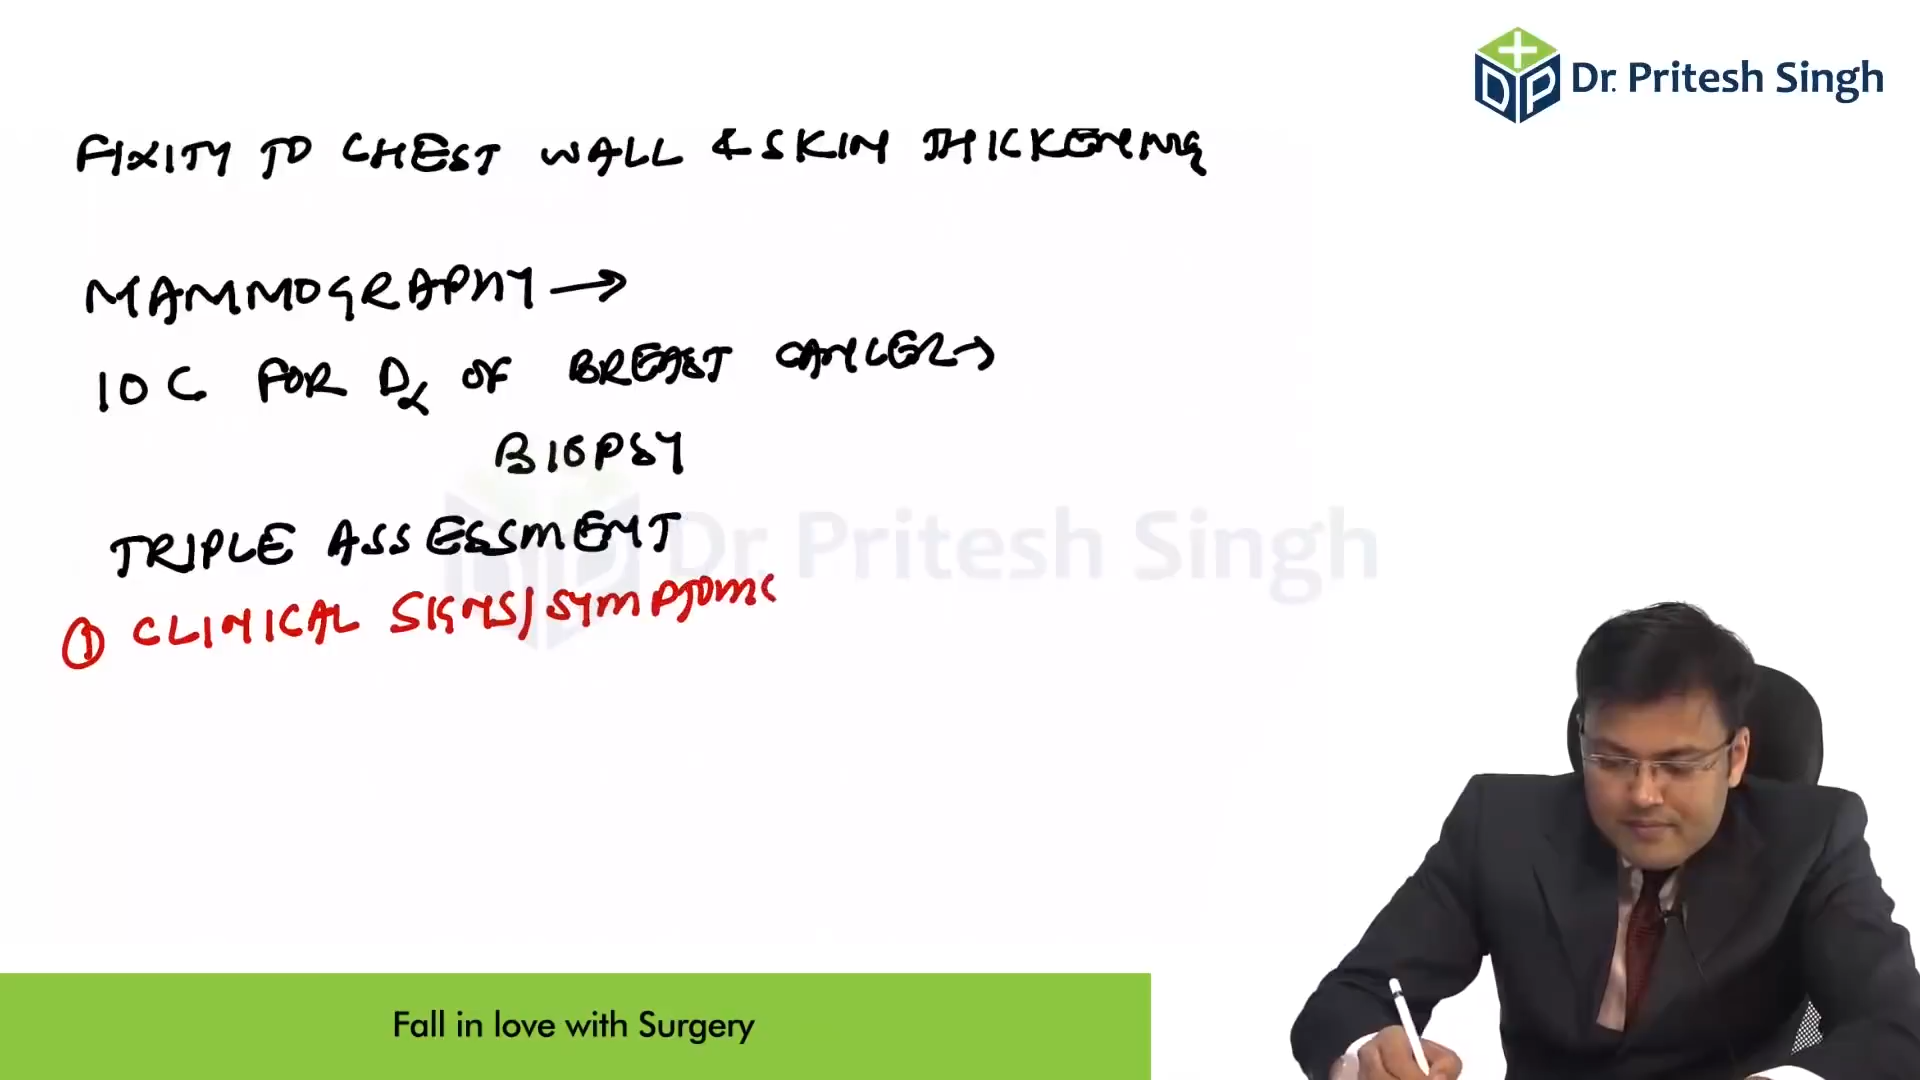 Dr. Pritesh Singh
FIXITY TO CHEST WALL & SKIN THICKENING
MAMMOGRAPHY →
IOC FOR Dx OF BREAST CANCER →
BIOPSY
TRIPLE ASSESSMENT
① CLINICAL SIGNS/SYMPTOMS
Dr. Pritesh Singh
Fall in love with Surgery